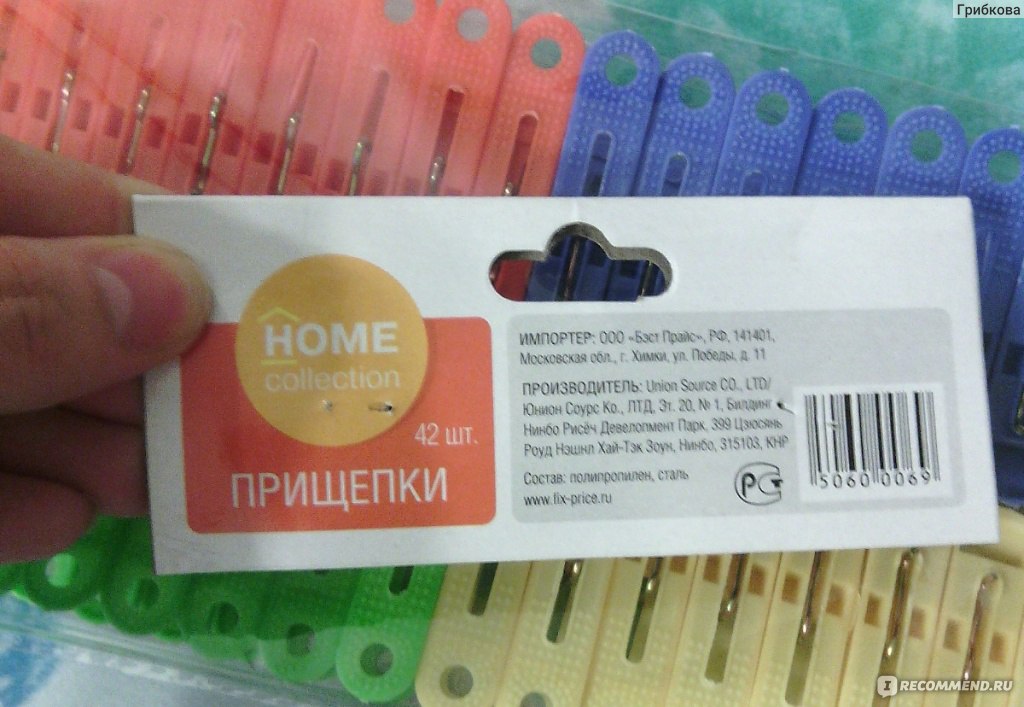 Грибкова
HOME
collection
42 шт.
ПРИЩЕПКИ
ИМПОРТЕР: ООО «Бэст Прайс», РФ, 141401,
Московская обл., г. Химки, ул. Победы, д. 11
ПРОИЗВОДИТЕЛЬ: Union Source CO., LTD/
Юнион Соурс Ко., ЛТД, Эт. 20, № 1, Билдинг
Нинбо Рисёч Девелопмент Парк, 399 Цзюсянь
Роуд Нэшнл Хай-Тэк Зоун, Нинбо, 315103, КНР
Состав: полипропилен, сталь
www.fix-price.ru
РСТ
50600069
I RECOMMEND.RU